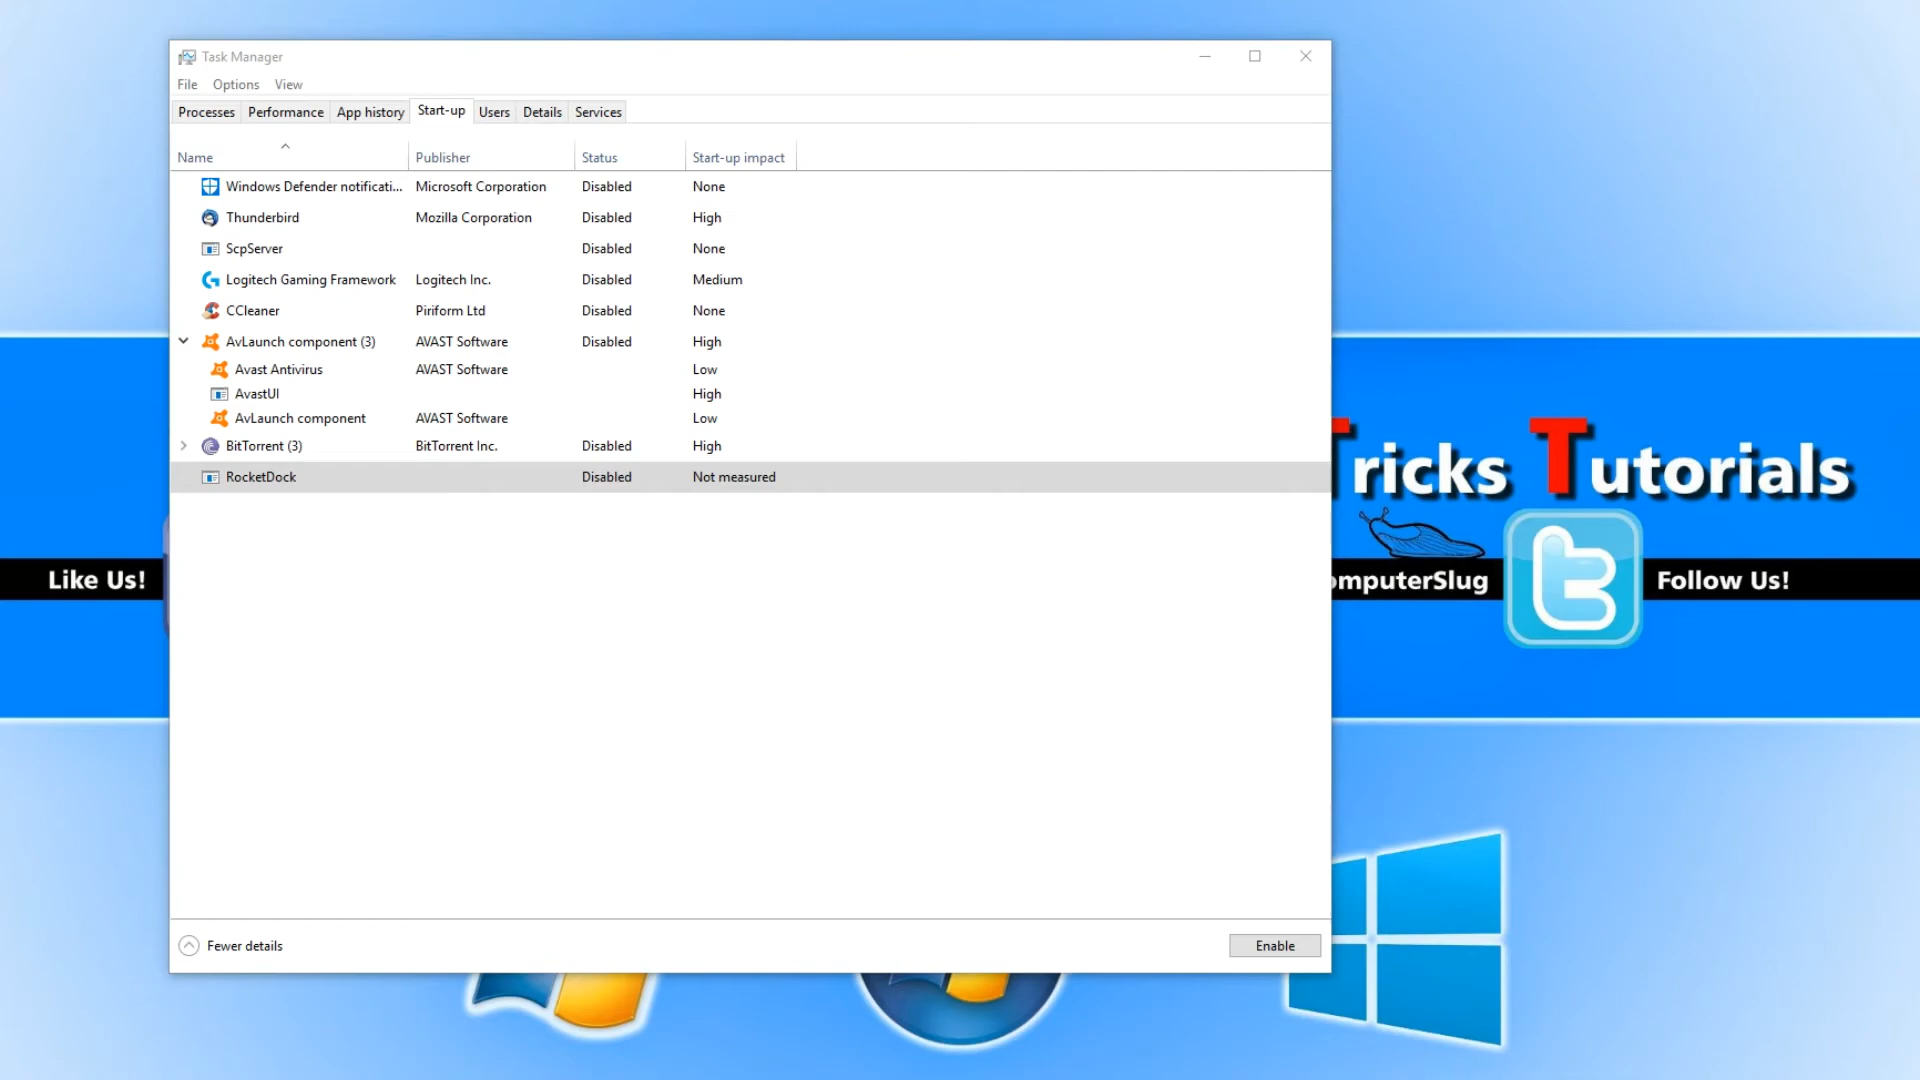 Task Manager
File Options View
Processes Performance App history Start-up Users Details Services
Name Publisher Status Start-up impact
Windows Defender notificati... Microsoft Corporation Disabled None
Thunderbird Mozilla Corporation Disabled High
ScpServer Disabled None
Logitech Gaming Framework Logitech Inc. Disabled Medium
CCleaner Piriform Ltd Disabled None
AvLaunch component (3) AVAST Software Disabled High
Avast Antivirus AVAST Software Low
AvastUI High
AvLaunch component AVAST Software Low
BitTorrent (3) BitTorrent Inc. Disabled High
RocketDock Disabled Not measured
Tricks Tutorials
Like Us!
omputerSlug
Follow Us!
Fewer details
Enable